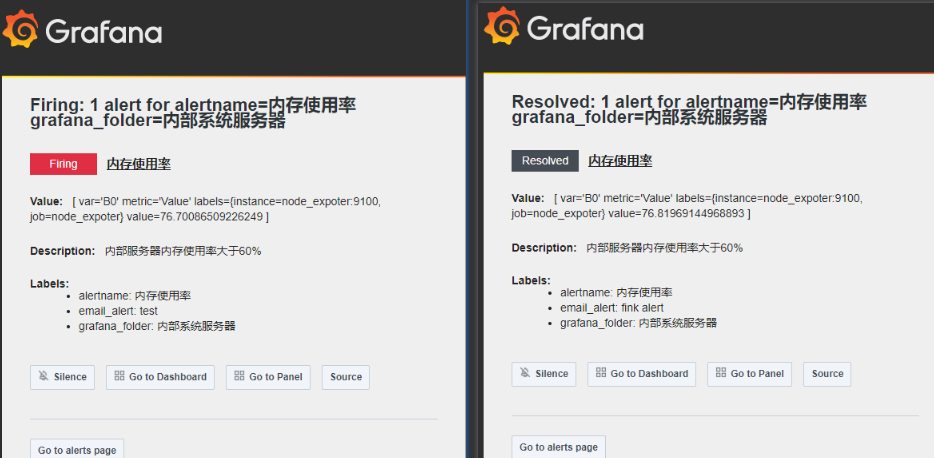 Grafana
Firing: 1 alert for alertname=内存使用率
grafana_folder=内部系统服务器
Firing 内存使用率
Value: [ var='B0' metric='Value' labels={instance=node_expoter:9100,
job=node_expoter} value=76.70086509226249 ]
Description: 内部服务器内存使用率大于60%
Labels:
• alertname: 内存使用率
• email_alert: test
• grafana_folder: 内部系统服务器
Silence Go to Dashboard Go to Panel Source
Go to alerts page
Grafana
Resolved: 1 alert for alertname=内存使用率
grafana_folder=内部系统服务器
Resolved 内存使用率
Value: [ var='B0' metric='Value' labels={instance=node_expoter:9100,
job=node_expoter} value=76.81969144968893 ]
Description: 内部服务器内存使用率大于60%
Labels:
• alertname: 内存使用率
• email_alert: fink alert
• grafana_folder: 内部系统服务器
Silence Go to Dashboard Go to Panel Source
Go to alerts page